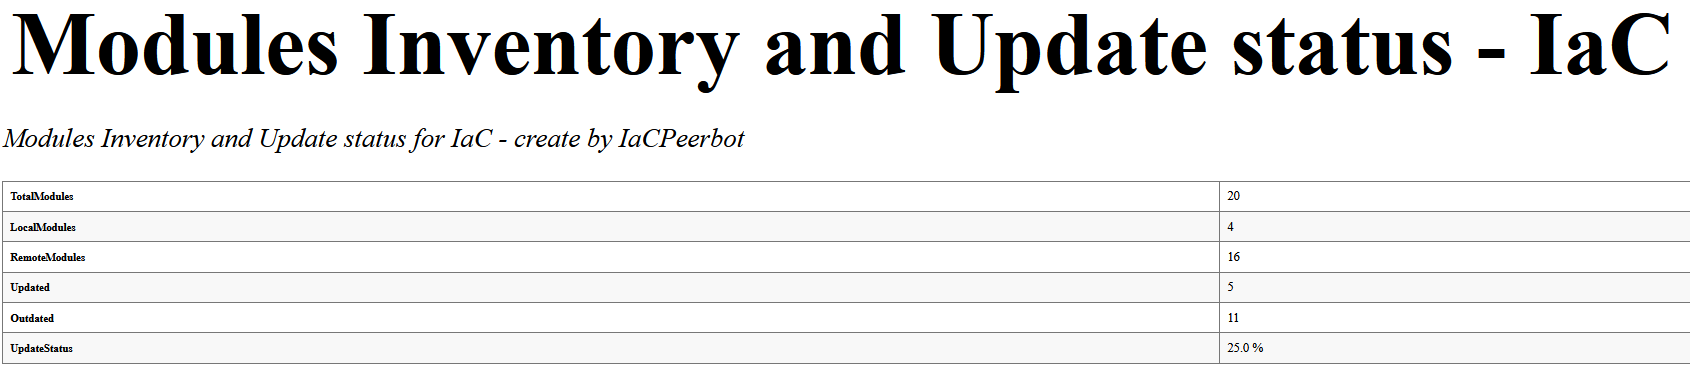 Modules Inventory and Update status - IaC
Modules Inventory and Update status for IaC - create by IaCPeerbot
TotalModules 20
LocalModules 4
RemoteModules 16
Updated 5
Outdated 11
UpdateStatus 25.0 %